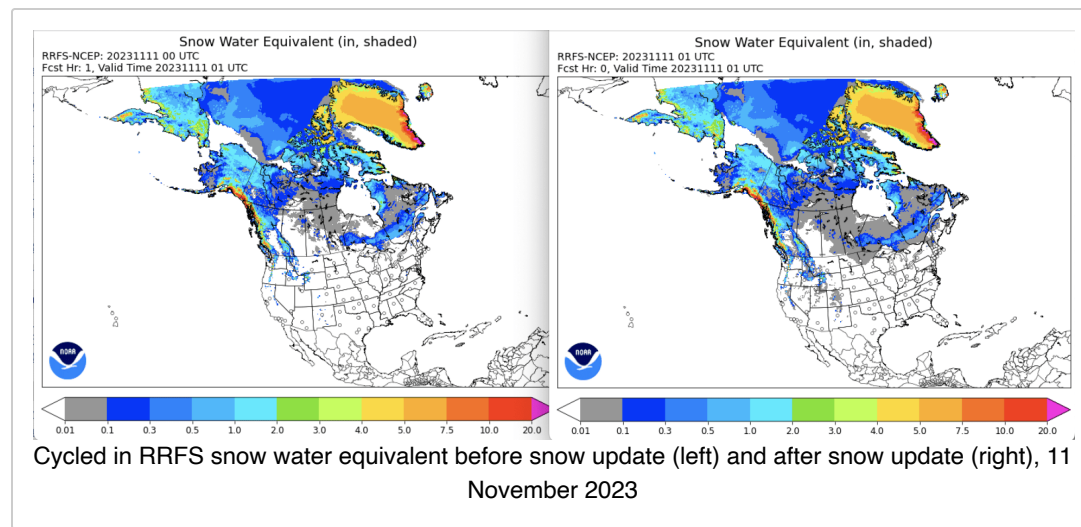 Snow Water Equivalent (in, shaded)
RRFS-NCEP: 20231111 00 UTC
Fcst Hr: 1, Valid Time 20231111 01 UTC
NOAA
0.01 0.1 0.3 0.5 1.0 2.0 3.0 4.0 5.0 7.5 10.0 20.0
Snow Water Equivalent (in, shaded)
RRFS-NCEP: 20231111 01 UTC
Fcst Hr: 0, Valid Time 20231111 01 UTC
NOAA
0.01 0.1 0.3 0.5 1.0 2.0 3.0 4.0 5.0 7.5 10.0 20.0
Cycled in RRFS snow water equivalent before snow update (left) and after snow update (right), 11
November 2023